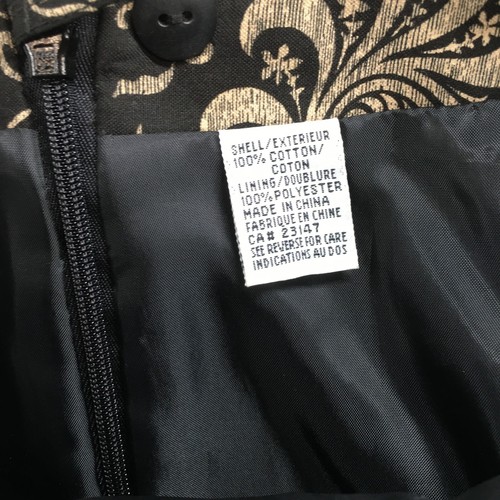 SHELL/EXTERIEUR
100% COTTON/
COTON
LINING/DOUBLURE
100% POLYESTER
MADE IN CHINA
FABRIQUE EN CHINE
CA# 23147
SEE REVERSE FOR CARE
INDICATIONS AU DOS